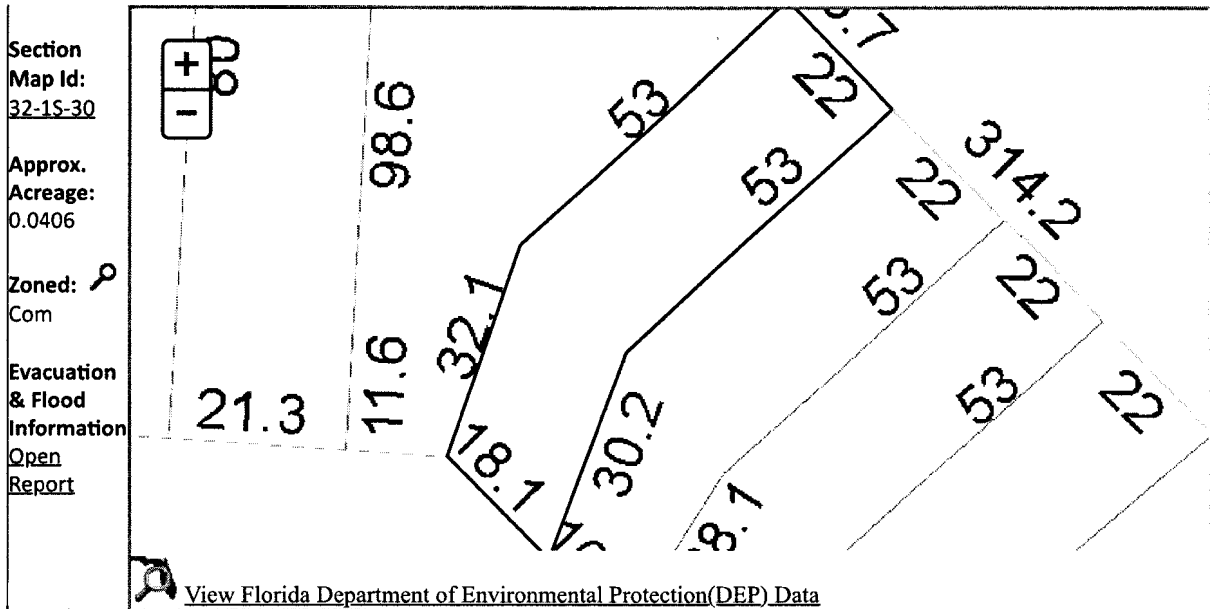 Section
Map Id:
32-1S-30
Approx.
Acreage:
0.0406
Zoned:
Com
Evacuation
& Flood
Information
Open
Report
+
−
98.6
53
22
53
22
314.2
53
22
53
22
32.1
11.6
21.3
18.1
30.2
View Florida Department of Environmental Protection(DEP) Data